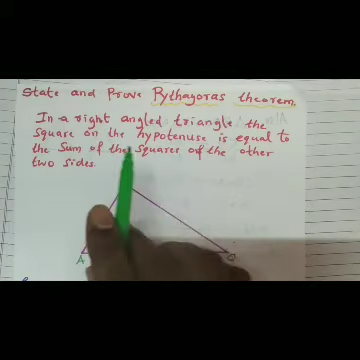 State and Prove Pythagoras theorem.
In a right angled triangle the
square on the hypotenuse is equal to
the Sum of the squares of the other
two sides.
A
C